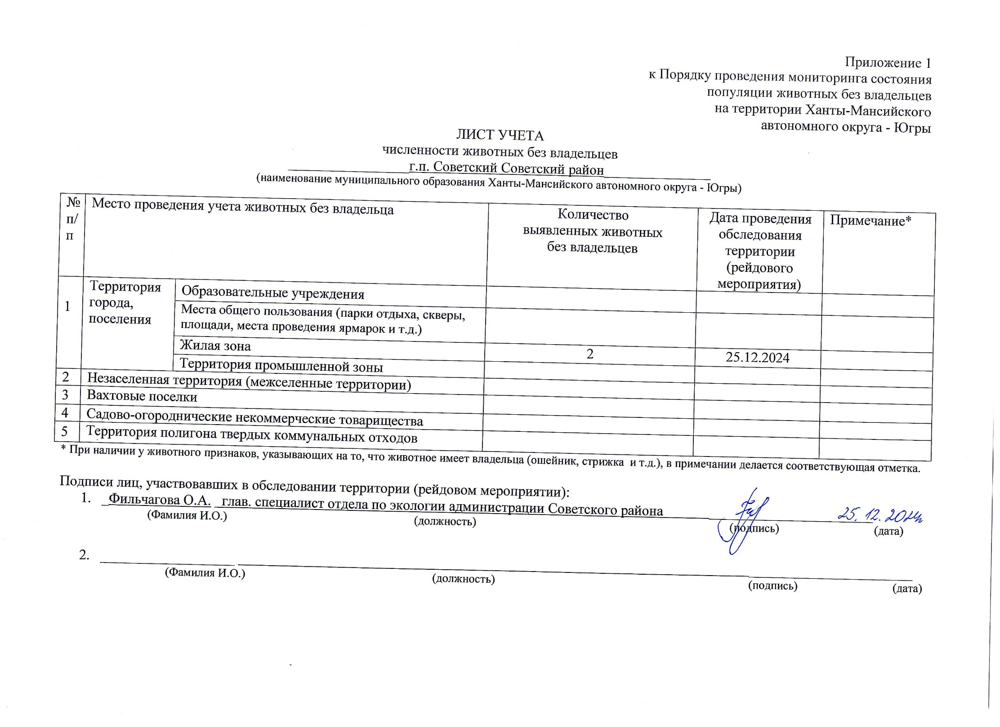 Приложение 1
к Порядку проведения мониторинга состояния
популяции животных без владельцев
на территории Ханты-Мансийского
автономного округа - Югры
ЛИСТ УЧЕТА
численности животных без владельцев
г.п. Советский Советский район
(наименование муниципального образования Ханты-Мансийского автономного округа - Югры)
№ п/п
Место проведения учета животных без владельца
Количество
выявленных животных
без владельцев
Дата проведения
обследования
территории
(рейдового
мероприятия)
Примечание*
1
Территория
города,
поселения
Образовательные учреждения
Места общего пользования (парки отдыха, скверы,
площади, места проведения ярмарок и т.д.)
Жилая зона 2 25.12.2024
Территория промышленной зоны
2 Незаселенная территория (межселенные территории)
3 Вахтовые поселки
4 Садово-огороднические некоммерческие товарищества
5 Территория полигона твердых коммунальных отходов
* При наличии у животного признаков, указывающих на то, что животное имеет владельца (ошейник, стрижка и т.д.), в примечании делается соответствующая отметка.
Подписи лиц, участвовавших в обследовании территории (рейдовом мероприятии):
1. Фильчагова О.А. глав. специалист отдела по экологии администрации Советского района 25.12.2024
(Фамилия И.О.) (должность) (подпись) (дата)
2.
(Фамилия И.О.) (должность) (подпись) (дата)